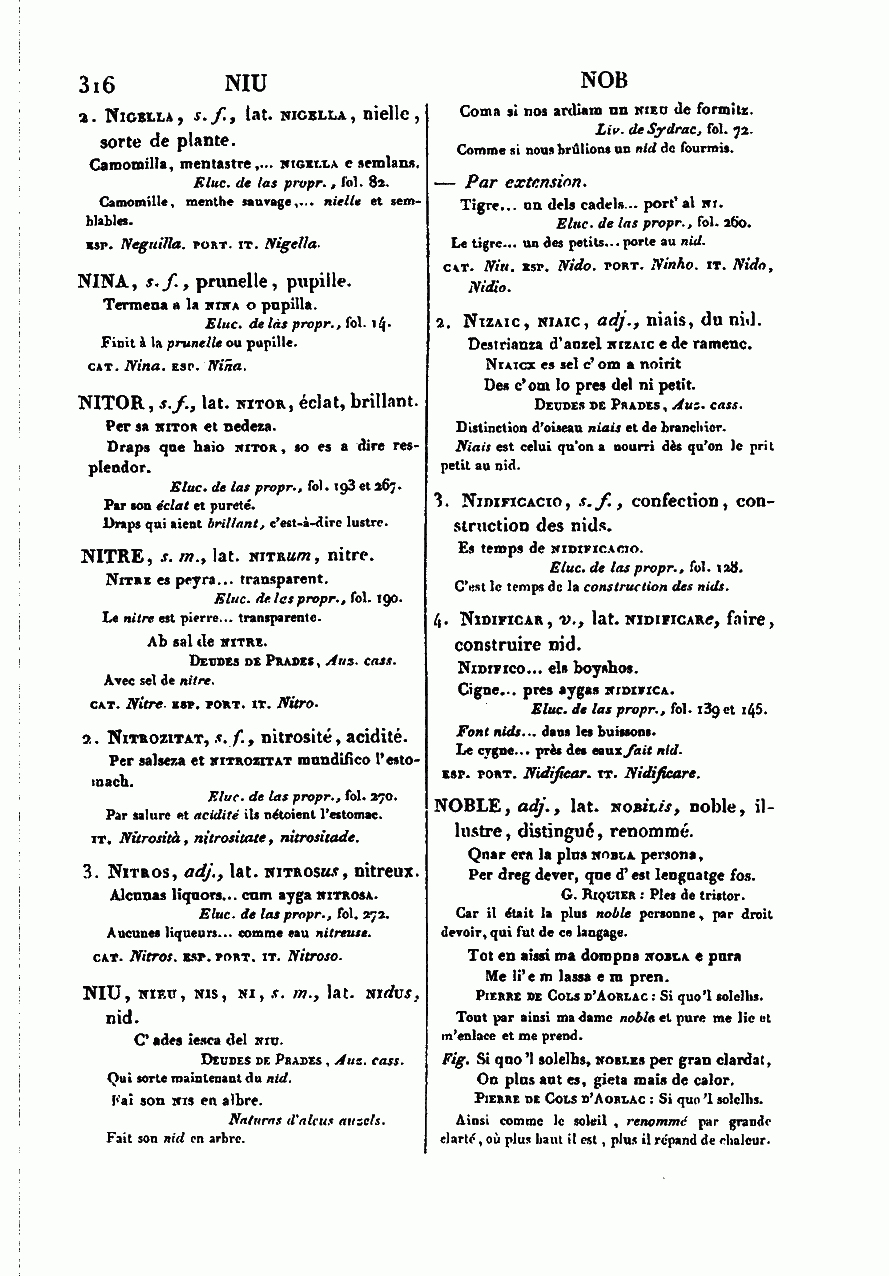 316 NIU NOB
2. Nigella, s. f., lat. nigella, nielle,
sorte de plante.
Camomilla, mentastre,... nigella e semlans.
Eluc. de las propr., fol. 82.
Camomille, menthe sauvage,... nielle et sem-
blables.
esp. Neguilla. port. it. Nigella.
NINA, s. f., prunelle, pupille.
Termena a la nina o pupilla.
Eluc. de las propr., fol. 14.
Finit à la prunelle ou pupille.
cat. Nina. esp. Niña.
NITOR, s. f., lat. nitor, éclat, brillant.
Per sa nitor et nedeza.
Draps que haio nitor, so es a dire res-
plendor.
Eluc. de las propr., fol. 193 et 267.
Par son éclat et pureté.
Draps qui aient brillant, c'est-à-dire lustre.
NITRE, s. m., lat. nitrum, nitre.
Nitre es peyra... transparent.
Eluc. de las propr., fol. 190.
Le nitre est pierre... transparente.
Ab sal de nitre.
Deudes de Prades, Auz. cass.
Avec sel de nitre.
cat. Nitre. esp. port. it. Nitro.
2. Nitrozitat, s. f., nitrosité, acidité.
Per salseza et nitrozitat mundifico l'esto-
mach.
Eluc. de las propr., fol. 270.
Par salure et acidité ils nétoient l'estomac.
it. Nitrosità, nitrositate, nitrositade.
3. Nitros, adj., lat. nitrosus, nitreux.
Alcunas liquors... cum ayga nitrosa.
Eluc. de las propr., fol. 272.
Aucunes liqueurs... comme eau nitreuse.
cat. Nitros. esp. port. it. Nitroso.
NIU, nieu, nis, ni, s. m., lat. nidus,
nid.
C'ades iesca del niu.
Deudes de Prades, Auz. cass.
Qui sorte maintenant du nid.
Fai son nis en albre.
Naturas d'alcus auzels.
Fait son nid en arbre.
Coma si nos ardiam un nieu de formitz.
Liv. de Sydrac, fol. 72.
Comme si nous brûlions un nid de fourmis.
— Par extension.
Tigre... un dels cadels... port' al ni.
Eluc. de las propr., fol. 260.
Le tigre... un des petits... porte au nid.
cat. Niu. esp. Nido. port. Ninho. it. Nido,
Nidio.
2. Nizaic, niaic, adj., niais, du nid.
Destrianza d'auzel nizaic e de ramenc.
Niaicx es sel c'om a noirit
Des c'om lo pres del ni petit.
Deudes de Prades, Auz. cass.
Distinction d'oiseau niais et de branchier.
Niais est celui qu'on a nourri dès qu'on le prit
petit au nid.
3. Nidificacio, s. f., confection, con-
struction des nids.
Es temps de nidificacio.
Eluc. de las propr., fol. 128.
C'est le temps de la construction des nids.
4. Nidificar, v., lat. nidificare, faire,
construire nid.
Nidifico... els boyshos.
Cigne... pres aygas nidifica.
Eluc. de las propr., fol. 139 et 145.
Font nids... dans les buissons.
Le cygne... près des eaux fait nid.
esp. port. Nidificar. it. Nidificare.
NOBLE, adj., lat. nobilis, noble, il-
lustre, distingué, renommé.
Quar era la plus nobla persona,
Per dreg dever, que d'est lenguatge fos.
G. Riquier: Ples de tristor.
Car il était la plus noble personne, par droit
devoir, qui fut de ce langage.
Tot en aissi ma dompna nobla e pura
Me li' e m lassa e m pren.
Pierre de Cols d'Aorlac: Si quo'l solelhs.
Tout par ainsi ma dame noble et pure me lie et
m'enlace et me prend.
Fig. Si quo'l solelhs, nobles per gran clardat,
On plus aut es, gieta mais de calor.
Pierre de Cols d'Aorlac: Si quo'l solelhs.
Ainsi comme le soleil, renommé par grande
clarté, où plus haut il est, plus il répand de chaleur.